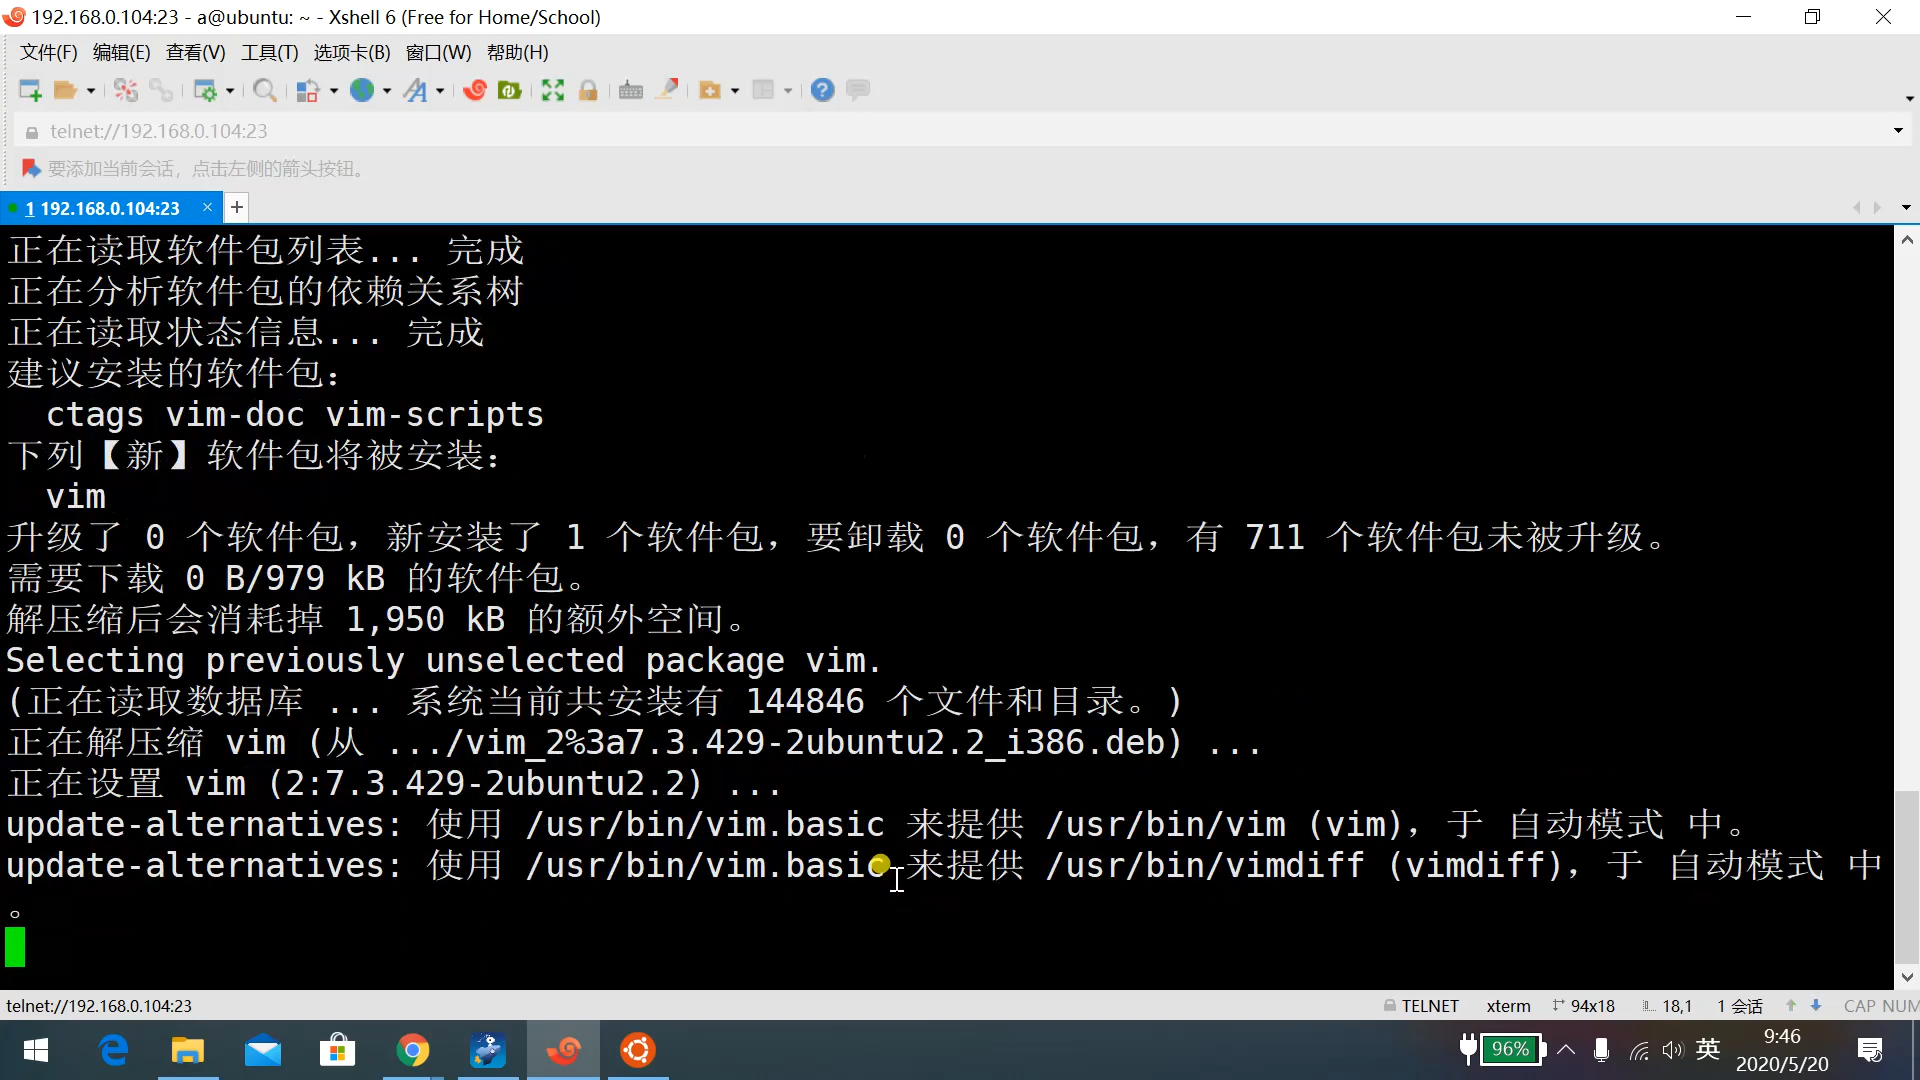 192.168.0.104:23 - a@ubuntu: ~ - Xshell 6 (Free for Home/School)
文件(F) 编辑(E) 查看(V) 工具(T) 选项卡(B) 窗口(W) 帮助(H)
telnet://192.168.0.104:23
要添加当前会话，点击左侧的箭头按钮。
1 192.168.0.104:23 × +
正在读取软件包列表... 完成
正在分析软件包的依赖关系树
正在读取状态信息... 完成
建议安装的软件包：
ctags vim-doc vim-scripts
下列【新】软件包将被安装：
vim
升级了 0 个软件包，新安装了 1 个软件包，要卸载 0 个软件包，有 711 个软件包未被升级。
需要下载 0 B/979 kB 的软件包。
解压缩后会消耗掉 1,950 kB 的额外空间。
Selecting previously unselected package vim.
(正在读取数据库 ... 系统当前共安装有 144846 个文件和目录。)
正在解压缩 vim (从 .../vim_2%3a7.3.429-2ubuntu2.2_i386.deb) ...
正在设置 vim (2:7.3.429-2ubuntu2.2) ...
update-alternatives: 使用 /usr/bin/vim.basic 来提供 /usr/bin/vim (vim)，于 自动模式 中。
update-alternatives: 使用 /usr/bin/vim.basic 来提供 /usr/bin/vimdiff (vimdiff)，于 自动模式 中
。
telnet://192.168.0.104:23 TELNET xterm 94x18 18,1 1 会话 CAP NUM
96% 英 9:46
2020/5/20